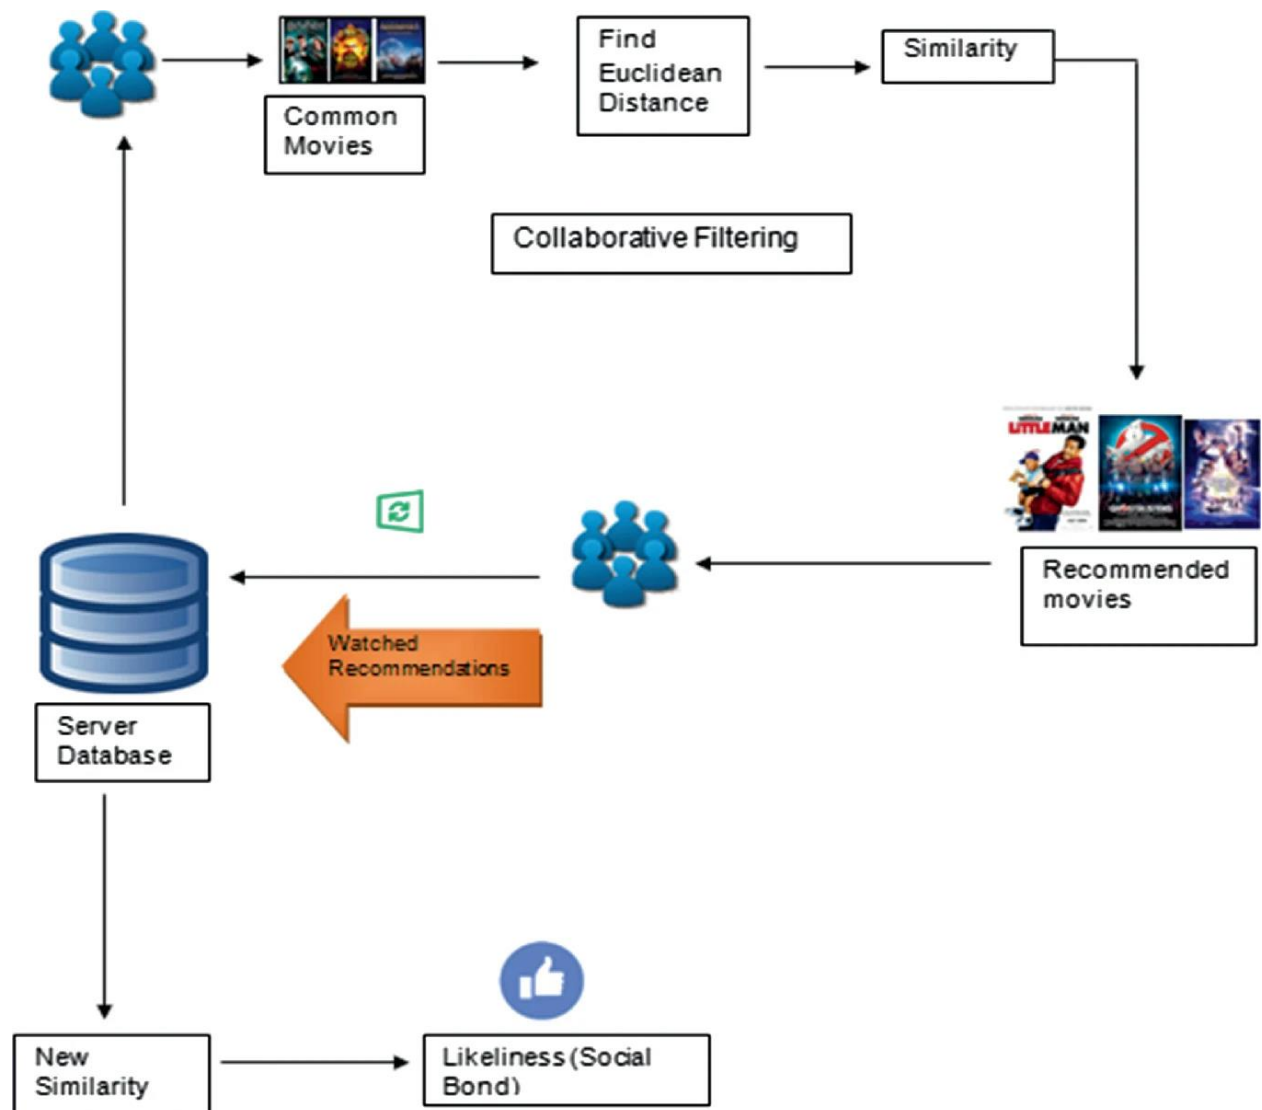 Find
Euclidean
Distance
Similarity
Common
Movies
Collaborative Filtering
LITTLEMAN
Recommended
movies
Watched
Recommendations
Server
Database
New
Similarity
Likeliness (Social
Bond)